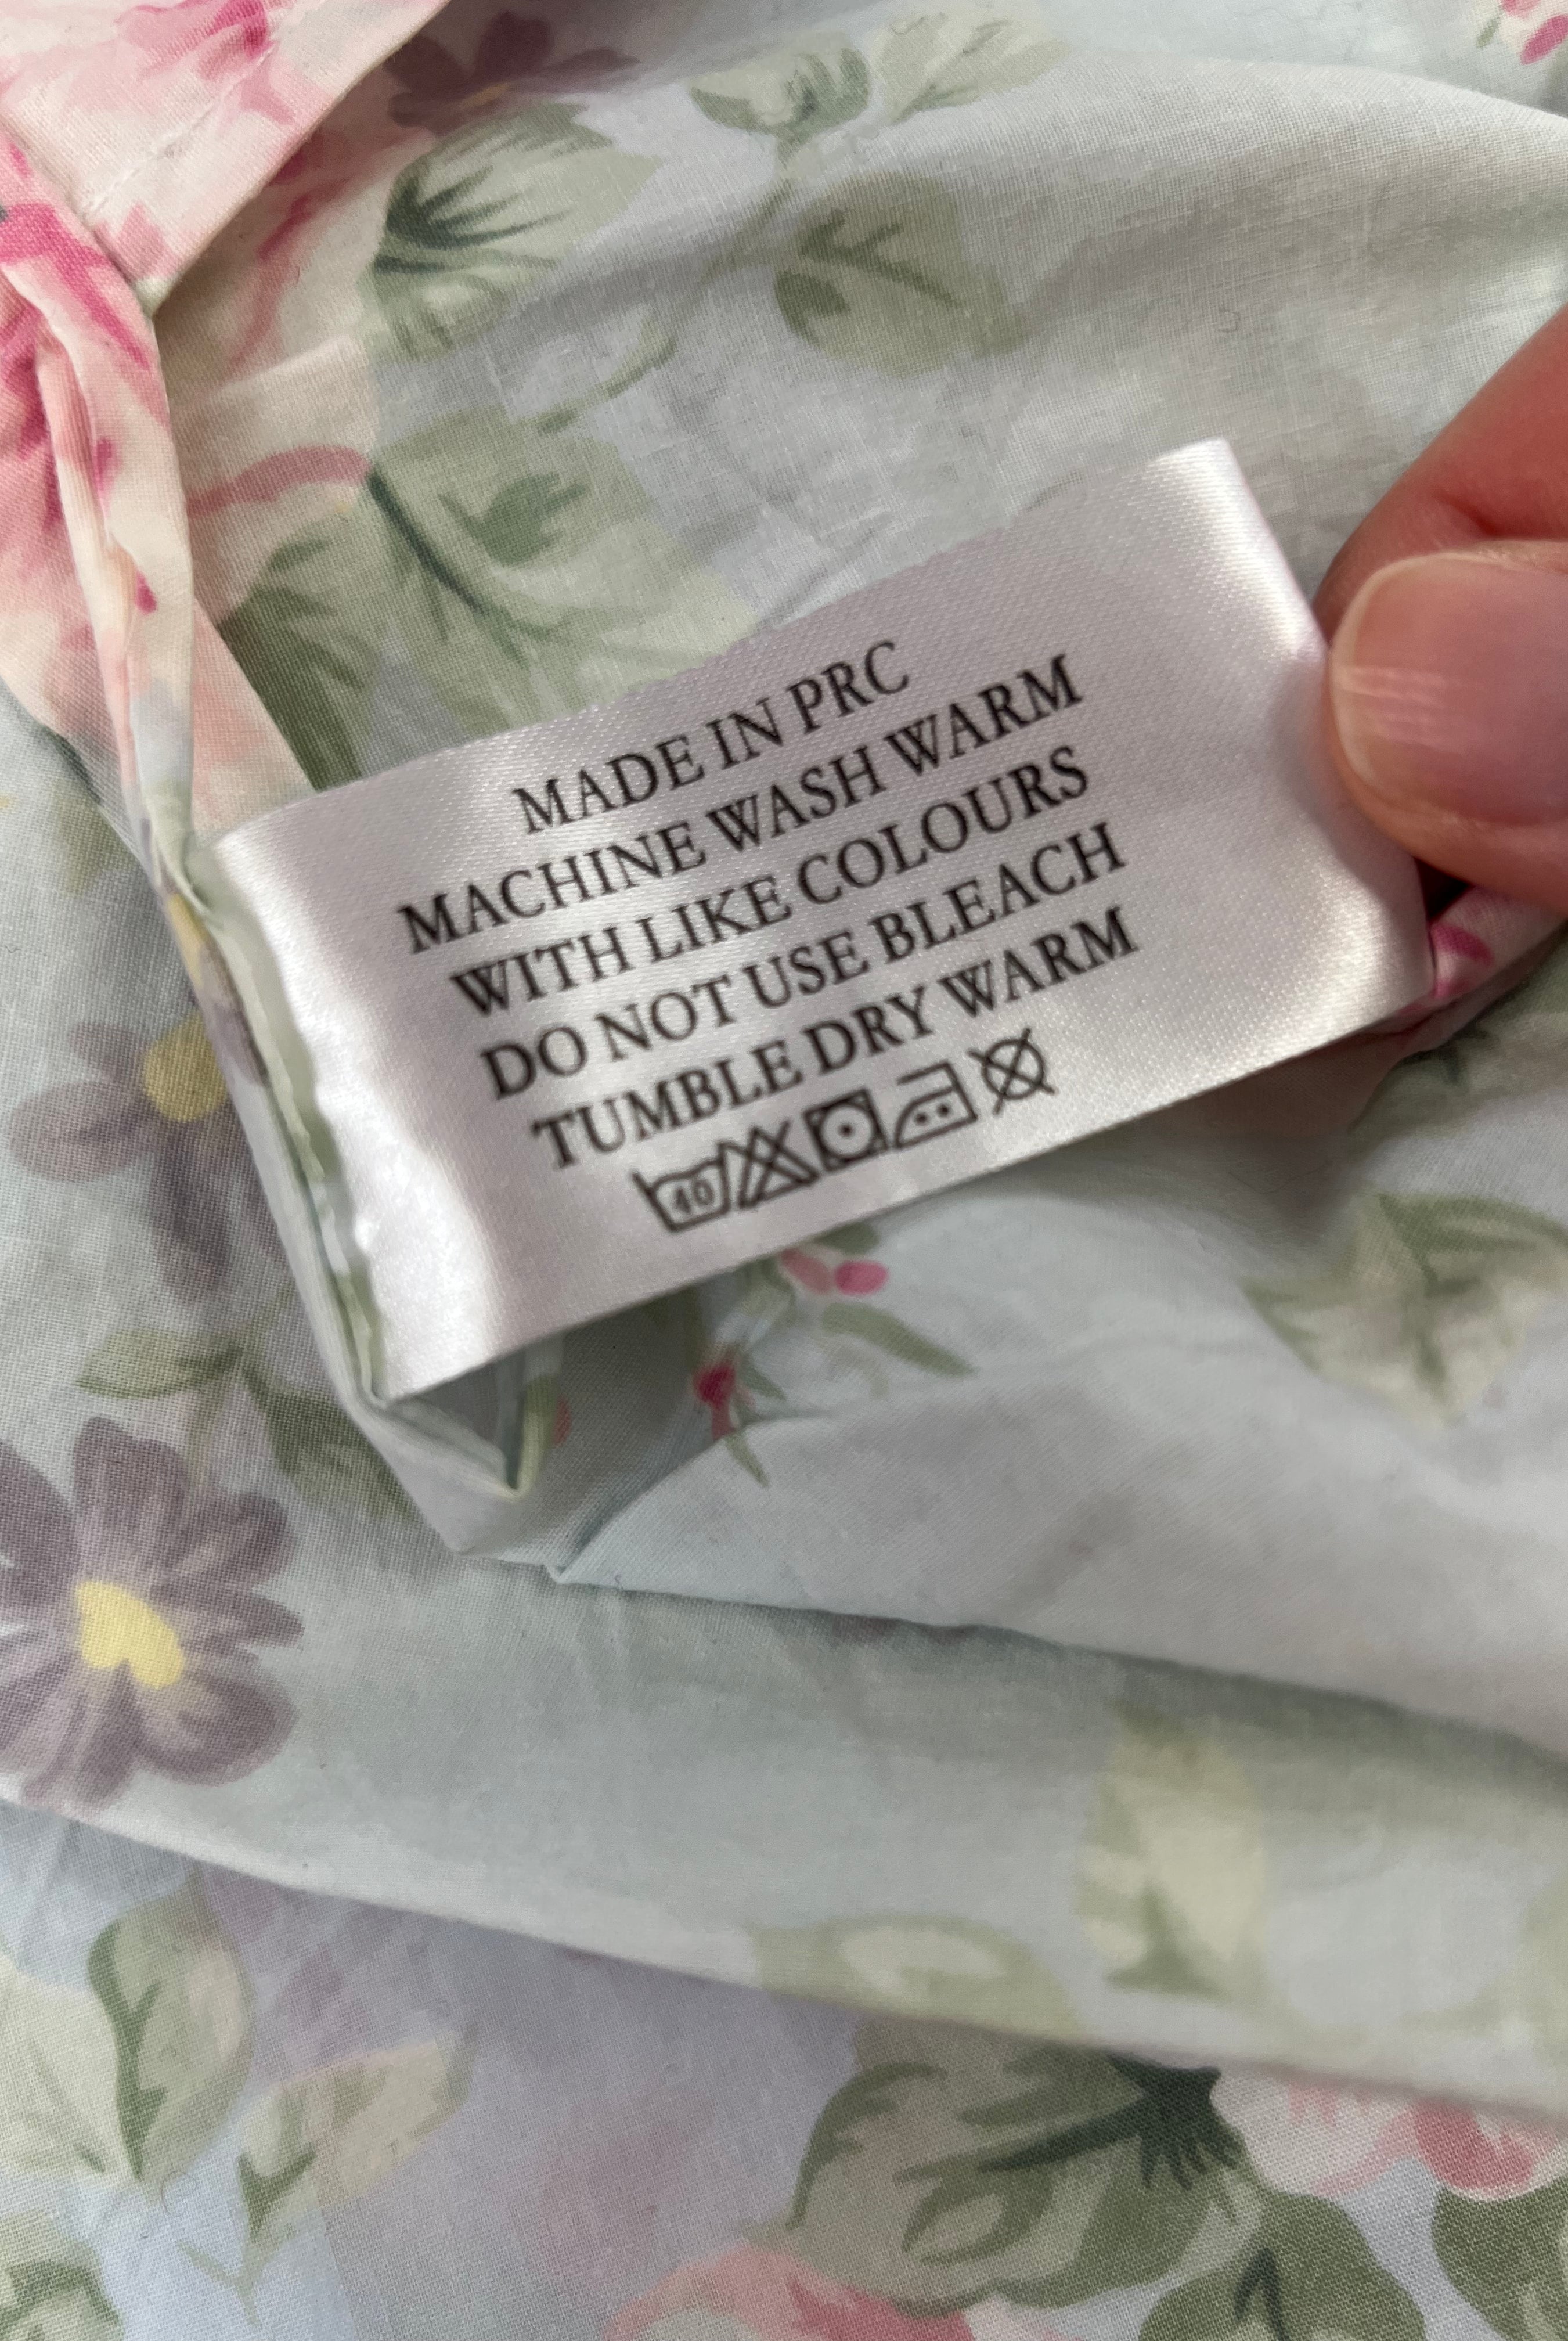 MADE IN PRC
MACHINE WASH WARM
WITH LIKE COLOURS
DO NOT USE BLEACH
TUMBLE DRY WARM
40